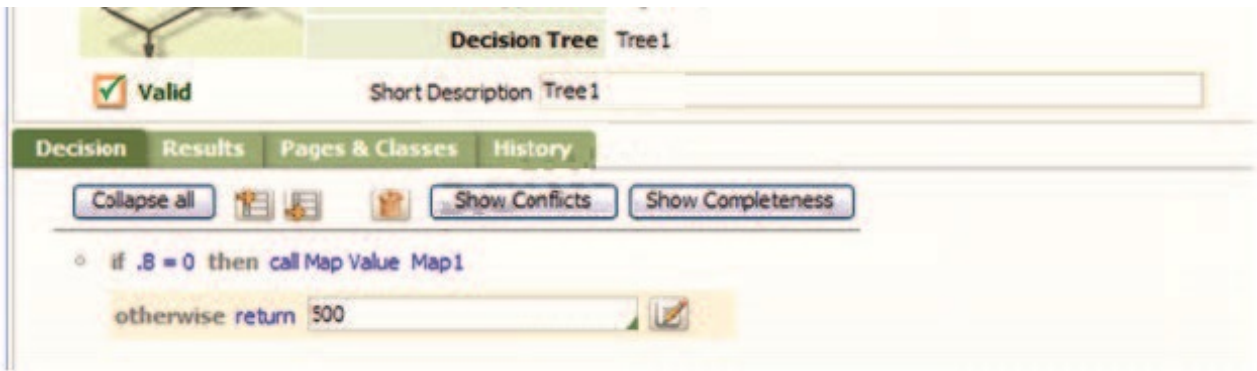 Decision Tree Tree1
Valid Short Description Tree1
Decision Results Pages & Classes History
Collapse all Show Conflicts Show Completeness
if .8 = 0 then call Map Value Map1
otherwise return 500